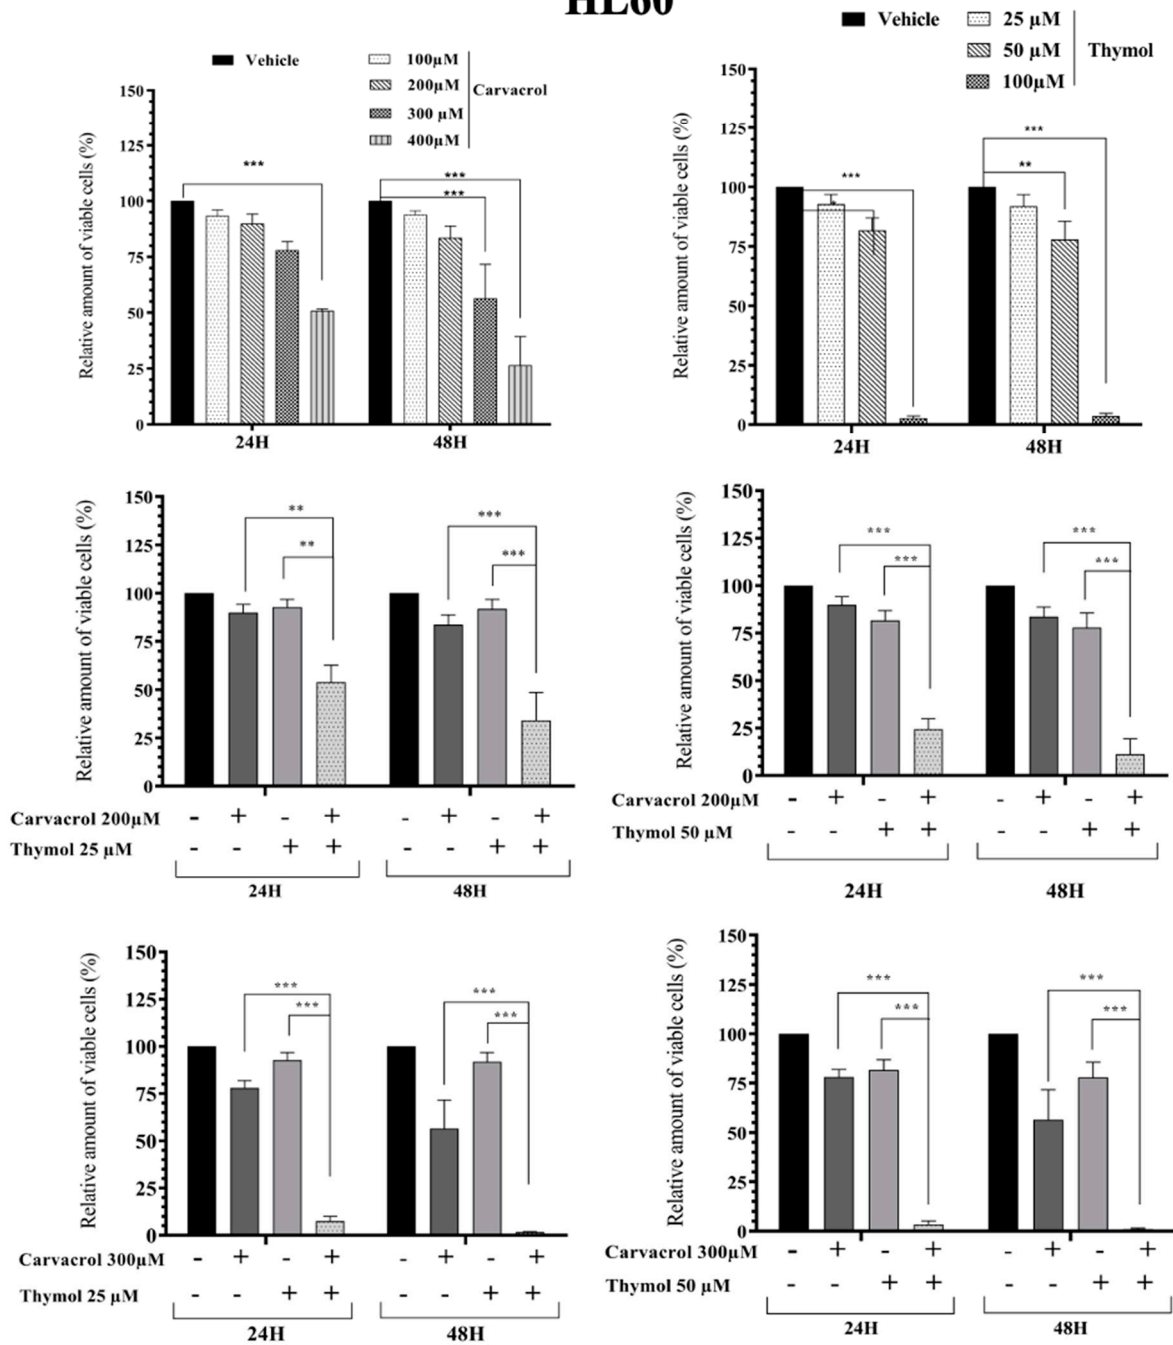 HL60
Vehicle
100µM
200µM
300 µM
400µM
Carvacrol
Relative amount of viable cells (%)
150
125
100
75
50
25
0
***
***
***
24H
48H
Vehicle
25 µM
50 µM
100µM
Thymol
Relative amount of viable cells (%)
150
125
100
75
50
25
0
***
*
***
**
24H
48H
Relative amount of viable cells (%)
150
125
100
75
50
25
0
**
**
***
***
Carvacrol 200µM - + - + - + - +
Thymol 25 µM - - + + - - + +
24H 48H
Relative amount of viable cells (%)
150
125
100
75
50
25
0
***
***
***
***
Carvacrol 200µM - + - + - + - +
Thymol 50 µM - - + + - - + +
24H 48H
Relative amount of viable cells (%)
150
125
100
75
50
25
0
***
***
***
***
Carvacrol 300µM - + - + - + - +
Thymol 25 µM - - + + - - + +
24H 48H
Relative amount of viable cells (%)
150
125
100
75
50
25
0
***
***
***
***
Carvacrol 300µM - + - + - + - +
Thymol 50 µM - - + + - - + +
24H 48H